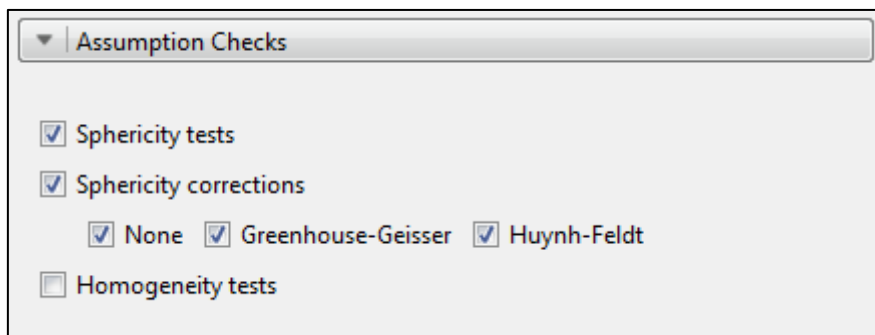 Assumption Checks
Sphericity tests
Sphericity corrections
None Greenhouse-Geisser Huynh-Feldt
Homogeneity tests